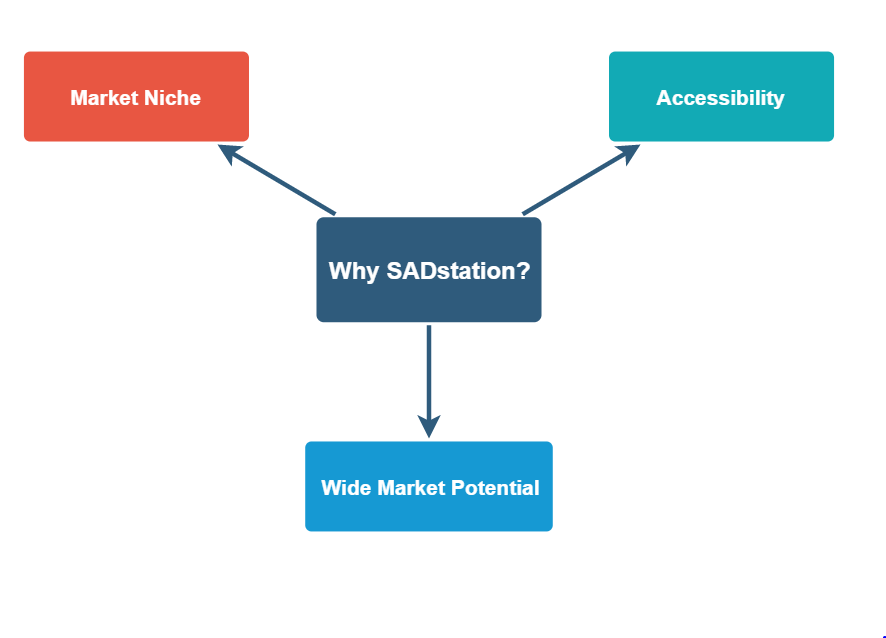 Market Niche
Accessibility
Why SADstation?
Wide Market Potential